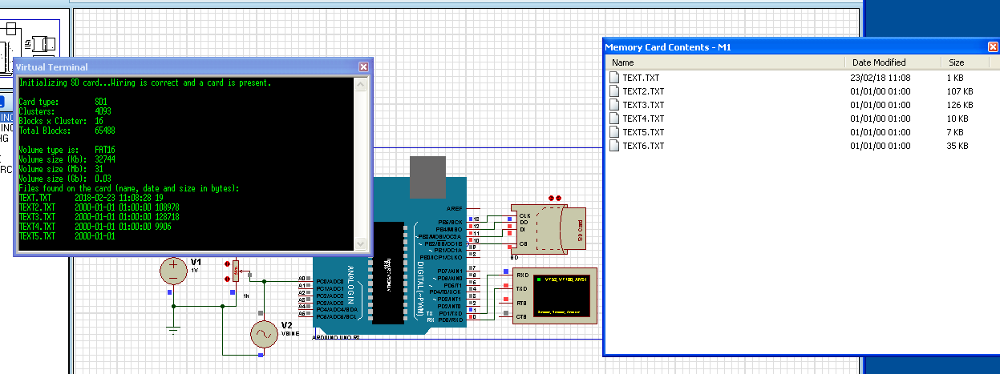 Virtual Terminal
Initializing SD card...Wiring is correct and a card is present.
Card type: SD1
Clusters: 4093
Blocks x Cluster: 16
Total Blocks: 65488
Volume type is: FAT16
Volume size (Kb): 32744
Volume size (Mb): 31
Volume size (Gb): 0.03
Files found on the card (name, date and size in bytes):
TEXT.TXT 2018-02-23 11:08:28 19
TEXT2.TXT 2000-01-01 01:00:00 108978
TEXT3.TXT 2000-01-01 01:00:00 128718
TEXT4.TXT 2000-01-01 01:00:00 9906
TEXT5.TXT 2000-01-01
Memory Card Contents - M1
Name Date Modified Size
TEXT.TXT 23/02/18 11:08 1 KB
TEXT2.TXT 01/01/00 01:00 107 KB
TEXT3.TXT 01/01/00 01:00 126 KB
TEXT4.TXT 01/01/00 01:00 10 KB
TEXT5.TXT 01/01/00 01:00 7 KB
TEXT6.TXT 01/01/00 01:00 35 KB
V1
1V
1k
V2
VSINE
A0
A1
A2
A3
A4
A5
PC0/ADC0
PC1/ADC1
PC2/ADC2
PC3/ADC3
PC4/ADC4/SDA
PC5/ADC5/SCL
ANALOG IN
DIGITAL (~PWM)
AREF
PB5/SCK 13
PB4/MISO 12
~ PB3/MOSI/OC2A 11
~ PB2/SS/OC1B 10
~ PB1/OC1A 9
PB0/ICP1/CLKO 8
PD7/AIN1 7
~ PD6/AIN0 6
~ PD5/T1 5
PD4/T0/XCK 4
~ PD3/INT1 3
PD2/INT0 2
TX PD1/TXD 1
RX PD0/RXD 0
ARDUINO UNO R3
CLK
DO
DI
CS
SD Card
SD
RXD
TXD
RTS
CTS
VT52, VT100, ANSI